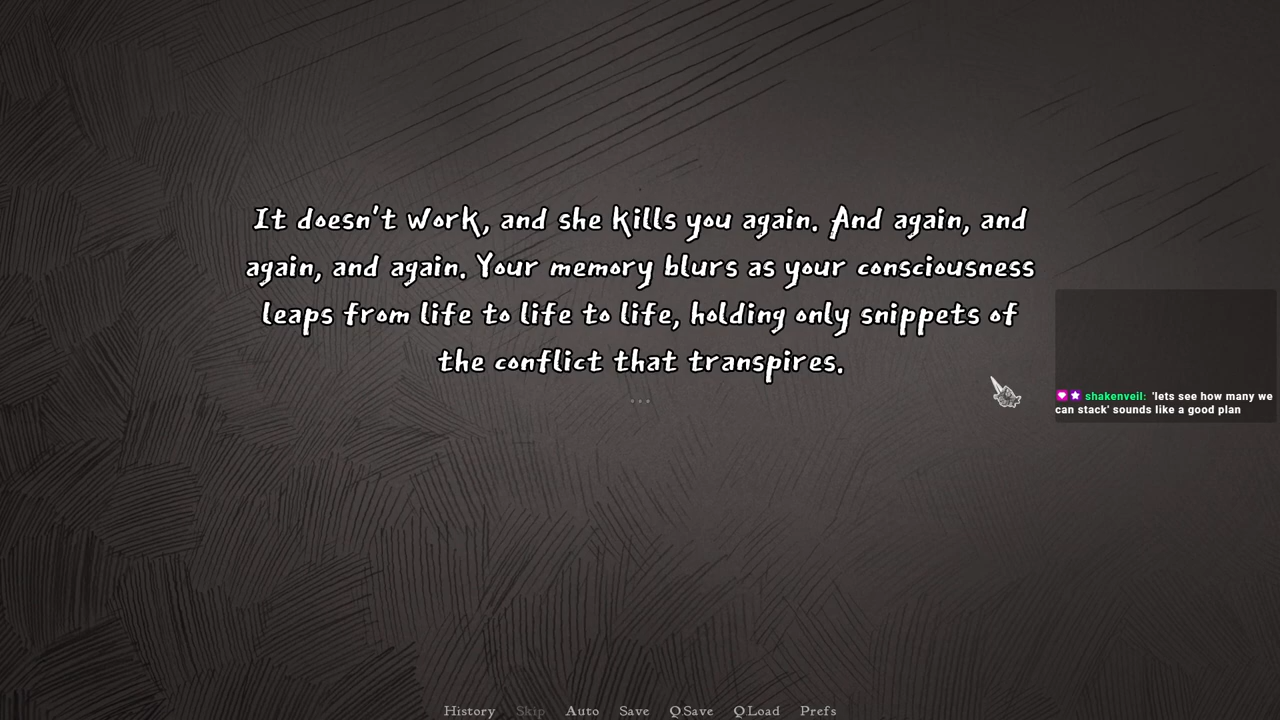 It doesn't work, and she kills you again. And again, and
again, and again. Your memory blurs as your consciousness
leaps from life to life to life, holding only snippets of
the conflict that transpires.
...
shakenveil: 'lets see how many we
can stack' sounds like a good plan
History Skip Auto Save Q.Save Q.Load Prefs